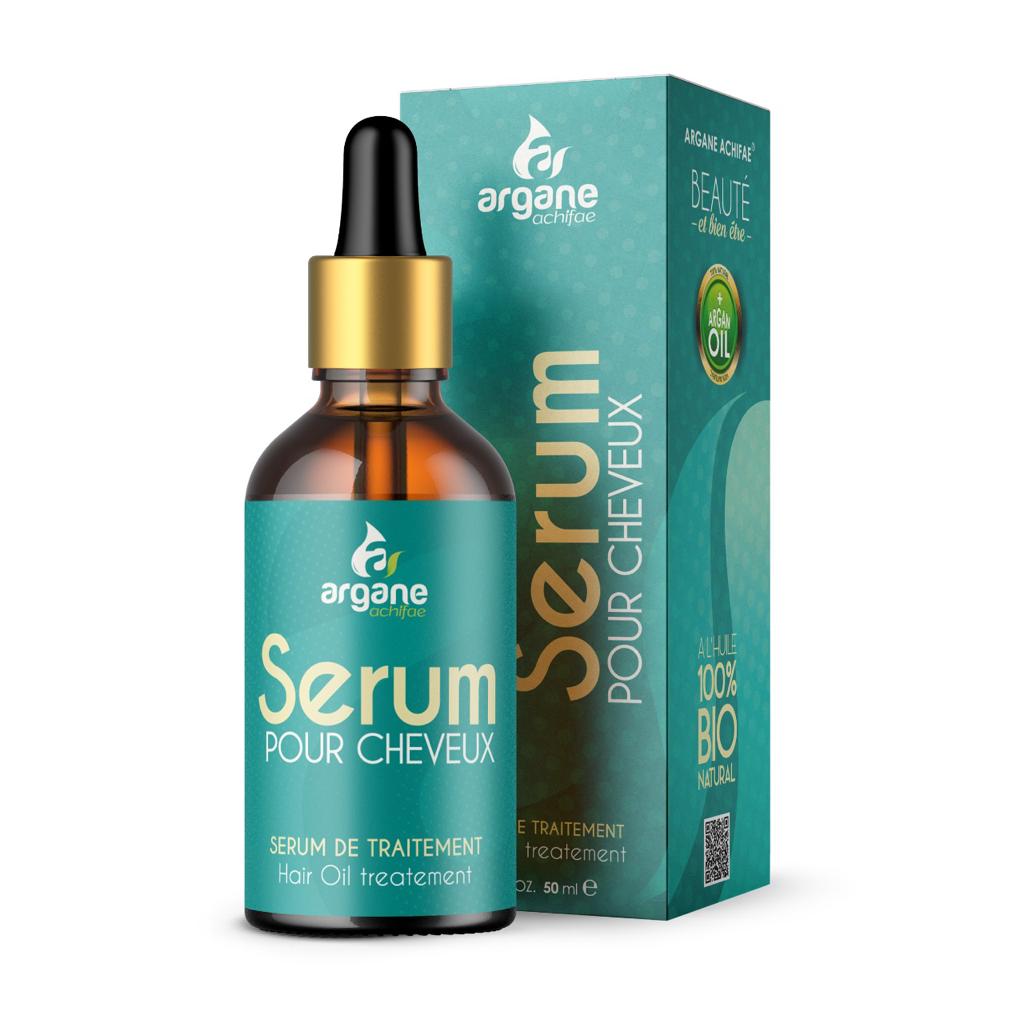 argane
achifae
Serum
POUR CHEVEUX
SERUM DE TRAITEMENT
Hair Oil treatement
argane
achifae
Serum
POUR CHEVEUX
E TRAITEMENT
treatement
OZ. 50 ml ℮
ARGANE ACHIFAE
BEAUTÉ
- et bien être -
+
ARGAN
OIL
A L'HUILE
100%
BIO
NATURAL